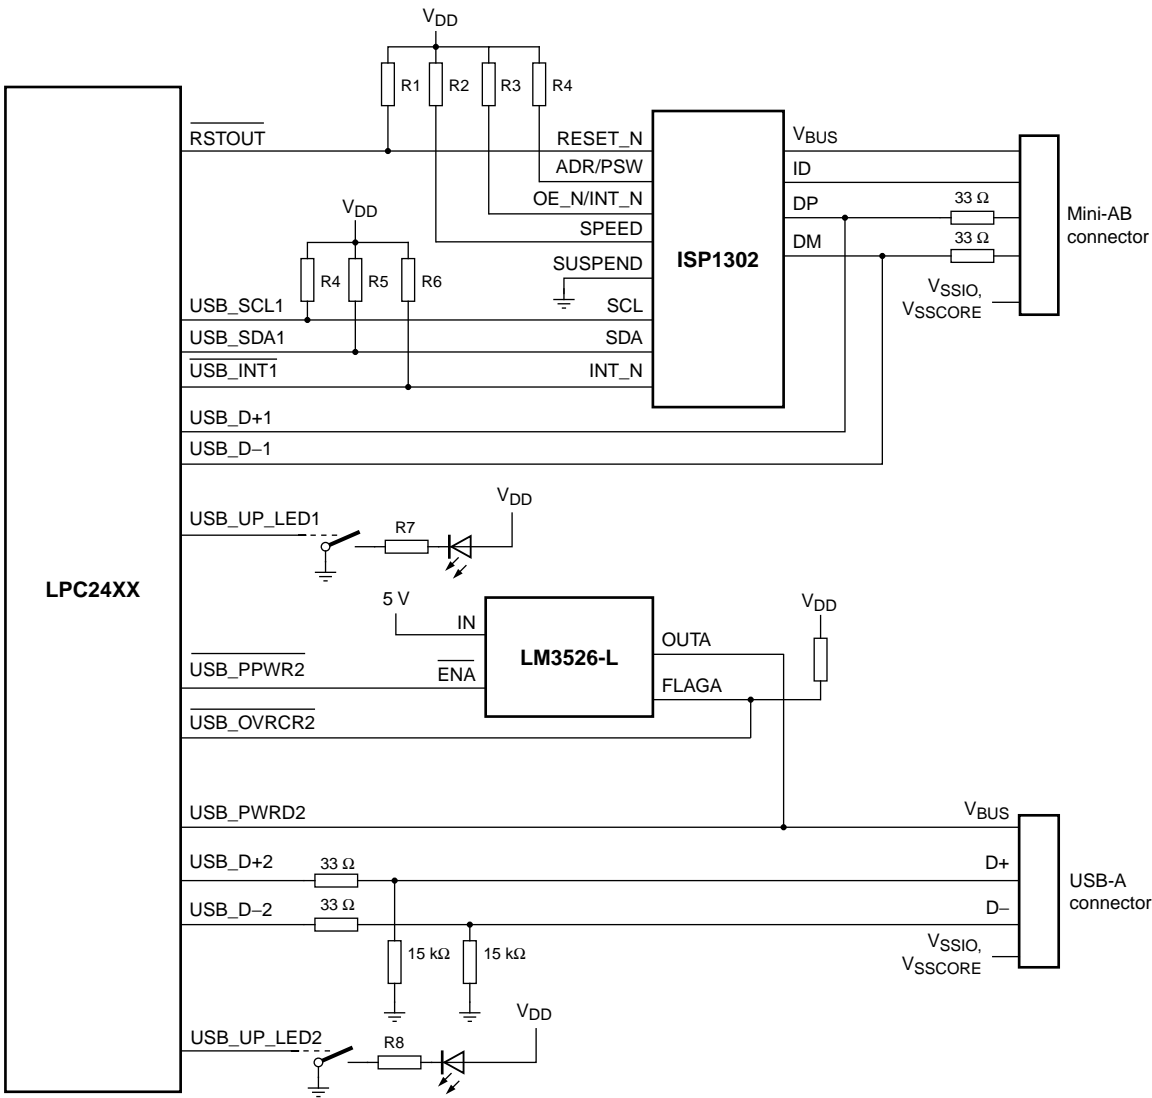 VDD
R1
R2
R3
R4
RSTOUT
RESET_N
ADR/PSW
OE_N/INT_N
SPEED
SUSPEND
SCL
SDA
INT_N
ISP1302
VBUS
ID
DP
DM
33 Ω
33 Ω
VSSIO,
VSSCORE
Mini-AB
connector
VDD
R4
R5
R6
USB_SCL1
USB_SDA1
USB_INT1
USB_D+1
USB_D−1
USB_UP_LED1
R7
VDD
LPC24XX
5 V
IN
ENA
LM3526-L
OUTA
FLAGA
VDD
USB_PPWR2
USB_OVRCR2
USB_PWRD2
USB_D+2
33 Ω
USB_D−2
33 Ω
15 kΩ
15 kΩ
VBUS
D+
D−
VSSIO,
VSSCORE
USB-A
connector
USB_UP_LED2
R8
VDD